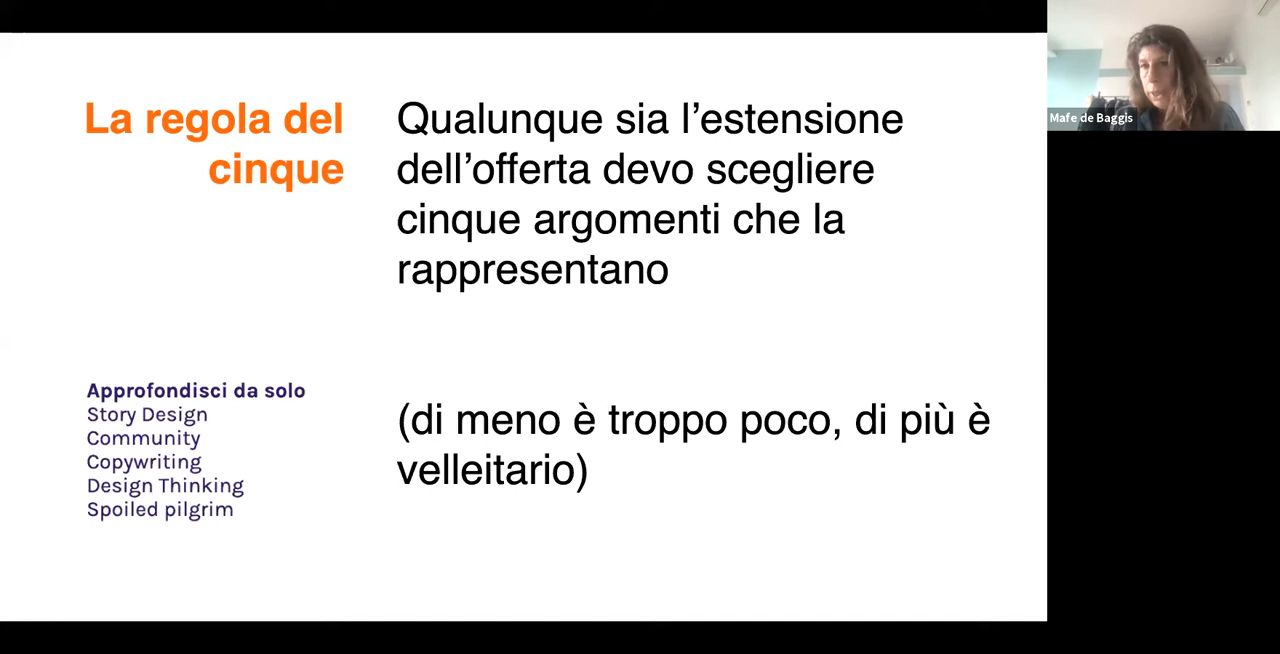 La regola del
cinque
Qualunque sia l’estensione
dell’offerta devo scegliere
cinque argomenti che la
rappresentano
Approfondisci da solo
Story Design
Community
Copywriting
Design Thinking
Spoiled pilgrim
(di meno è troppo poco, di più è
velleitario)
Mafe de Baggis